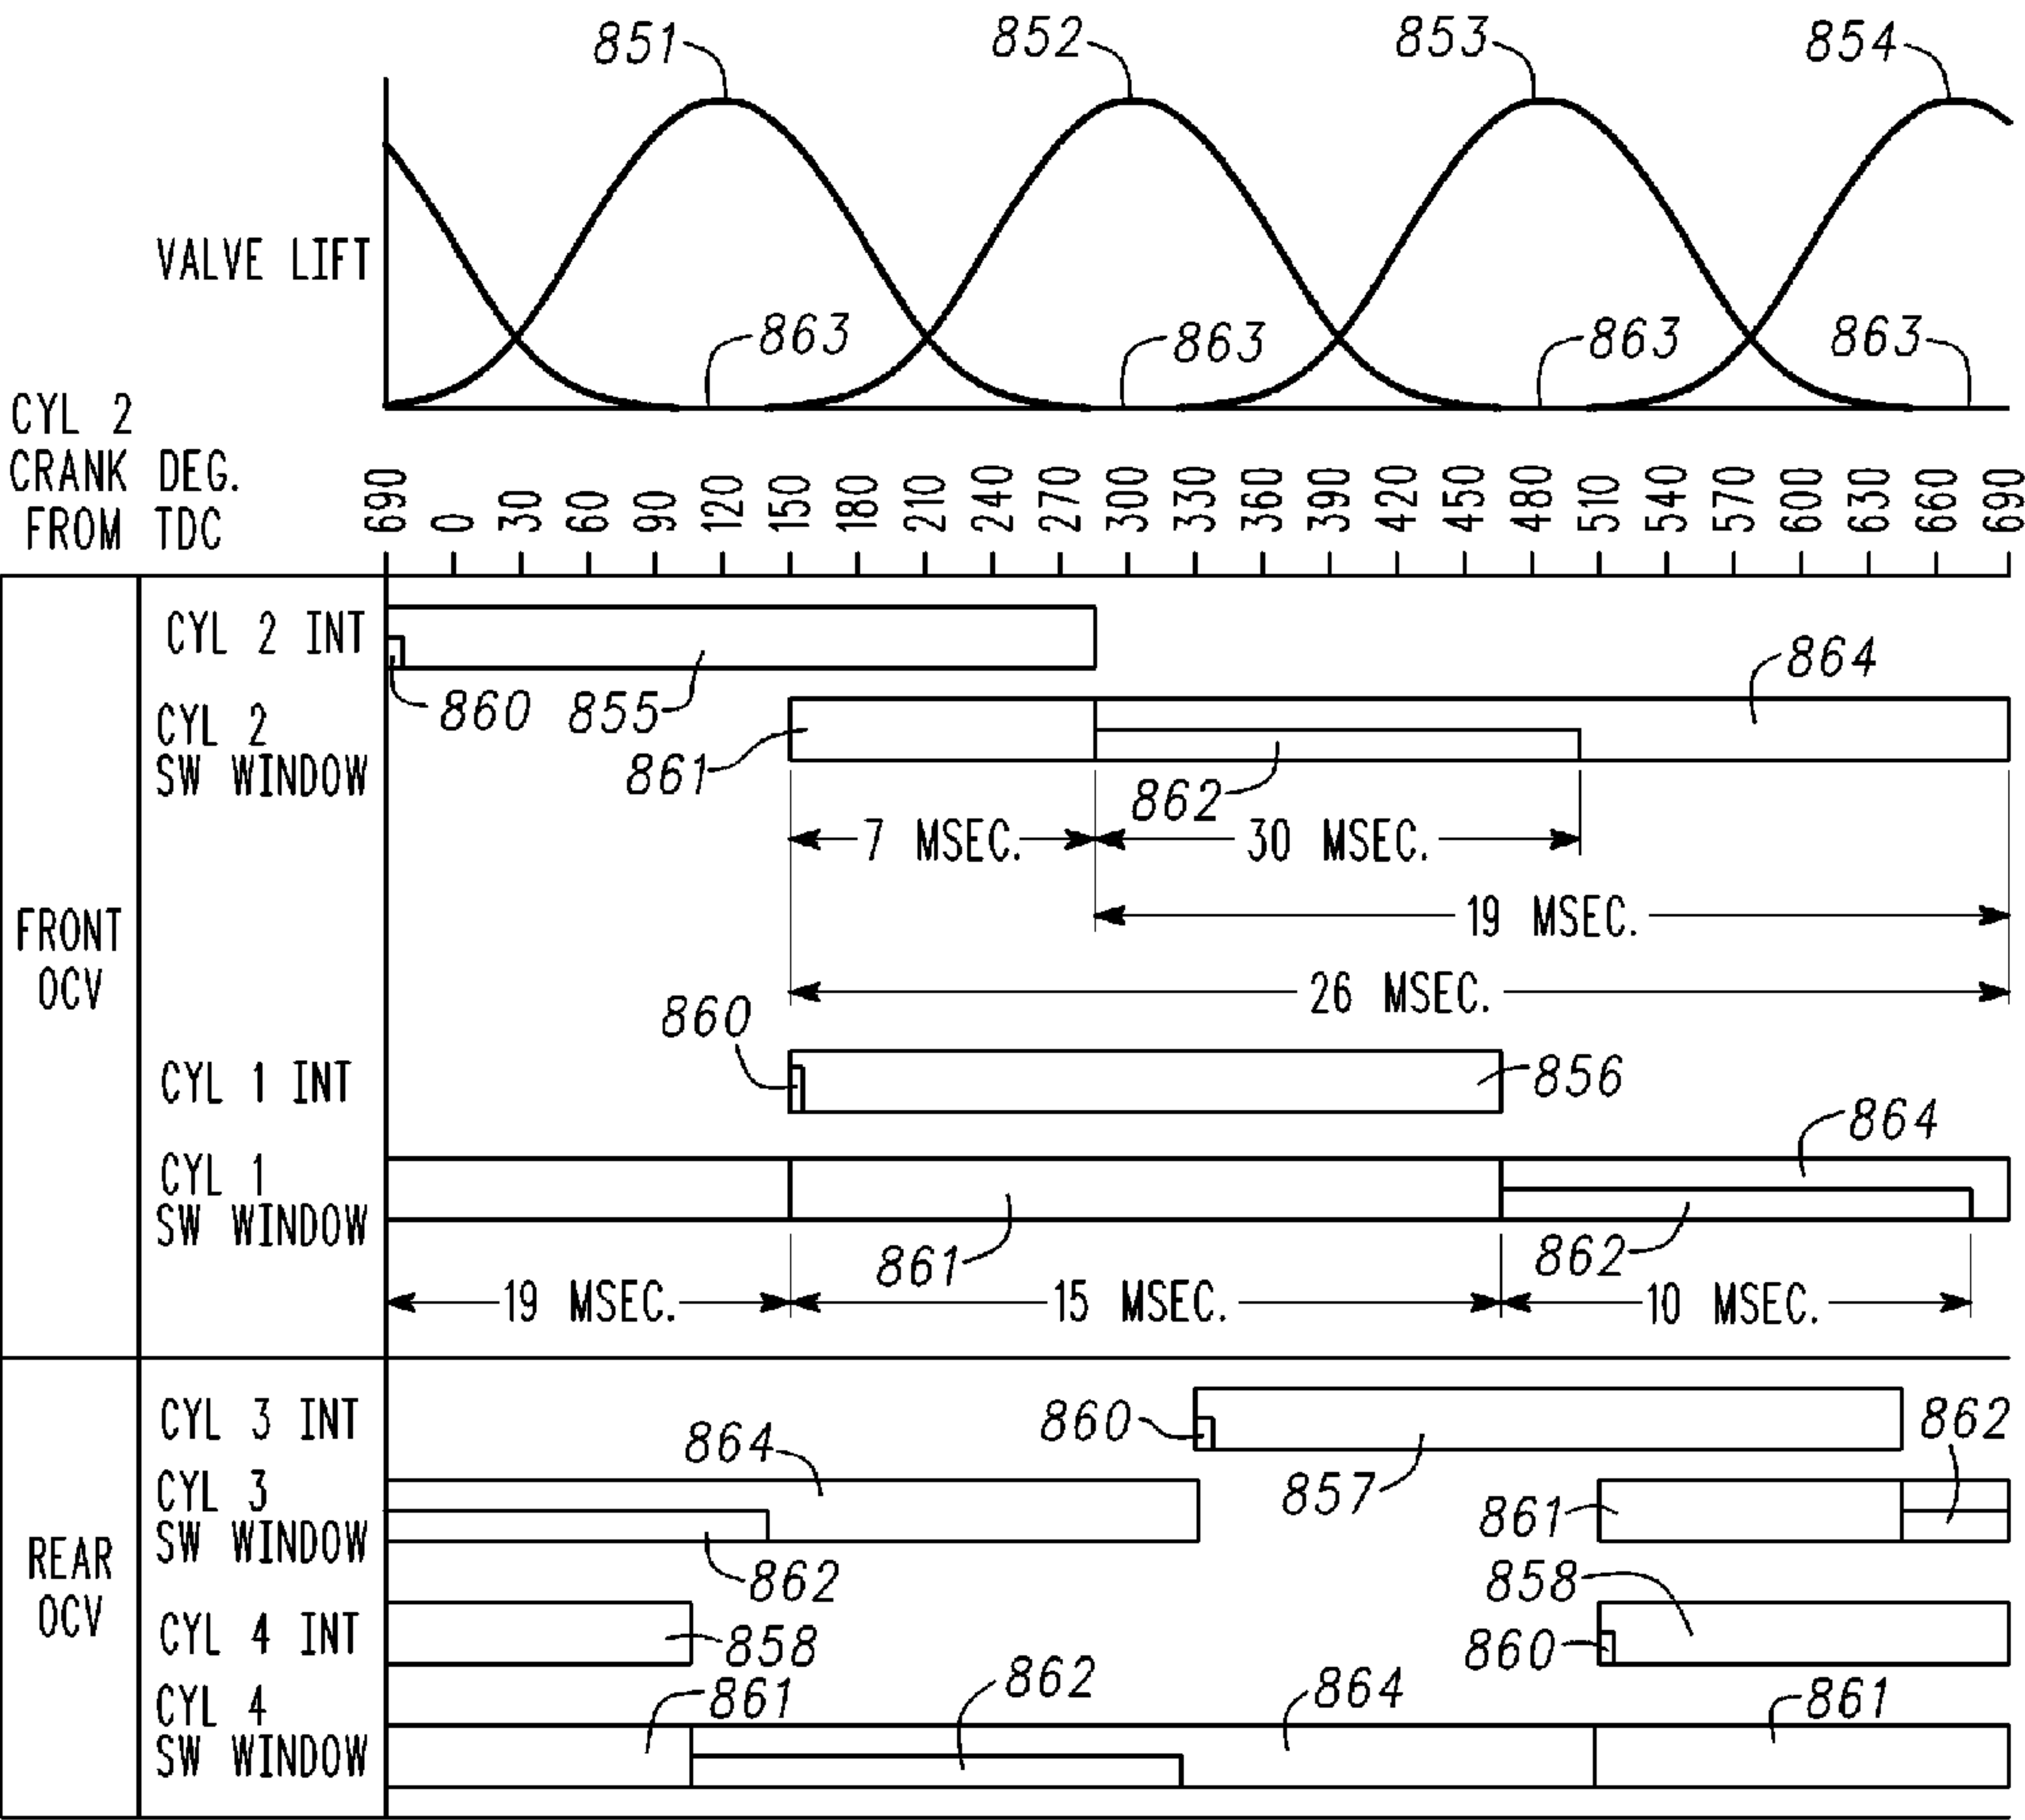 851
852
853
854
VALVE LIFT
863
863
863
863
CYL 2
CRANK DEG.
FROM TDC
690 0 30 60 90 120 150 180 210 240 270 300 330 360 390 420 450 480 510 540 570 600 630 660 690
FRONT
OCV
CYL 2 INT
860
855
864
CYL 2
SW WINDOW
861
862
7 MSEC.
30 MSEC.
19 MSEC.
26 MSEC.
860
CYL 1 INT
856
864
CYL 1
SW WINDOW
861
862
19 MSEC.
15 MSEC.
10 MSEC.
REAR
OCV
CYL 3 INT
860
857
862
864
CYL 3
SW WINDOW
862
861
858
CYL 4 INT
858
860
CYL 4
SW WINDOW
861
862
864
861